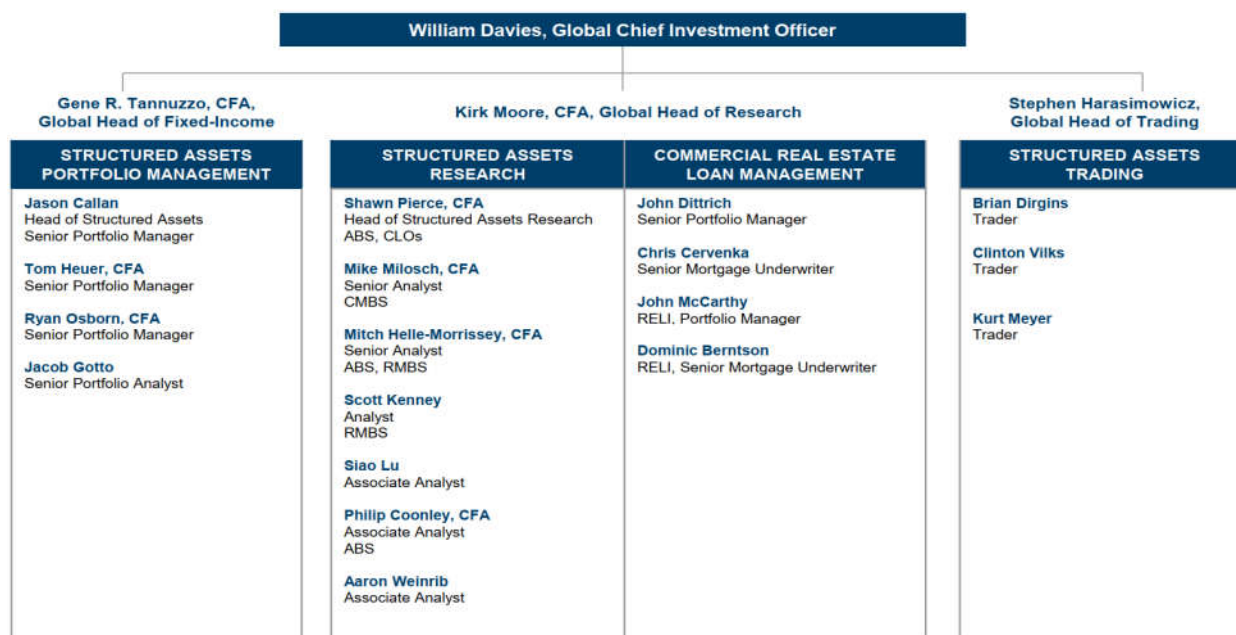 William Davies, Global Chief Investment Officer
Gene R. Tannuzzo, CFA,
Global Head of Fixed-Income
Kirk Moore, CFA, Global Head of Research
Stephen Harasimowicz,
Global Head of Trading
STRUCTURED ASSETS
PORTFOLIO MANAGEMENT
Jason Callan
Head of Structured Assets
Senior Portfolio Manager
Tom Heuer, CFA
Senior Portfolio Manager
Ryan Osborn, CFA
Senior Portfolio Manager
Jacob Gotto
Senior Portfolio Analyst
STRUCTURED ASSETS
RESEARCH
Shawn Pierce, CFA
Head of Structured Assets Research
ABS, CLOs
Mike Milosch, CFA
Senior Analyst
CMBS
Mitch Helle-Morrissey, CFA
Senior Analyst
ABS, RMBS
Scott Kenney
Analyst
RMBS
Siao Lu
Associate Analyst
Philip Coonley, CFA
Associate Analyst
ABS
Aaron Weinrib
Associate Analyst
COMMERCIAL REAL ESTATE
LOAN MANAGEMENT
John Dittrich
Senior Portfolio Manager
Chris Cervenka
Senior Mortgage Underwriter
John McCarthy
RELI, Portfolio Manager
Dominic Berntson
RELI, Senior Mortgage Underwriter
STRUCTURED ASSETS
TRADING
Brian Dirgins
Trader
Clinton Vilks
Trader
Kurt Meyer
Trader